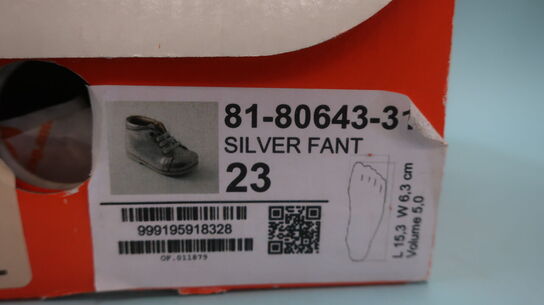 81-80643-31
SILVER FANT
23
999195918328
OF.011879
L 15,3 W 6,3 cm
Volume 5,0